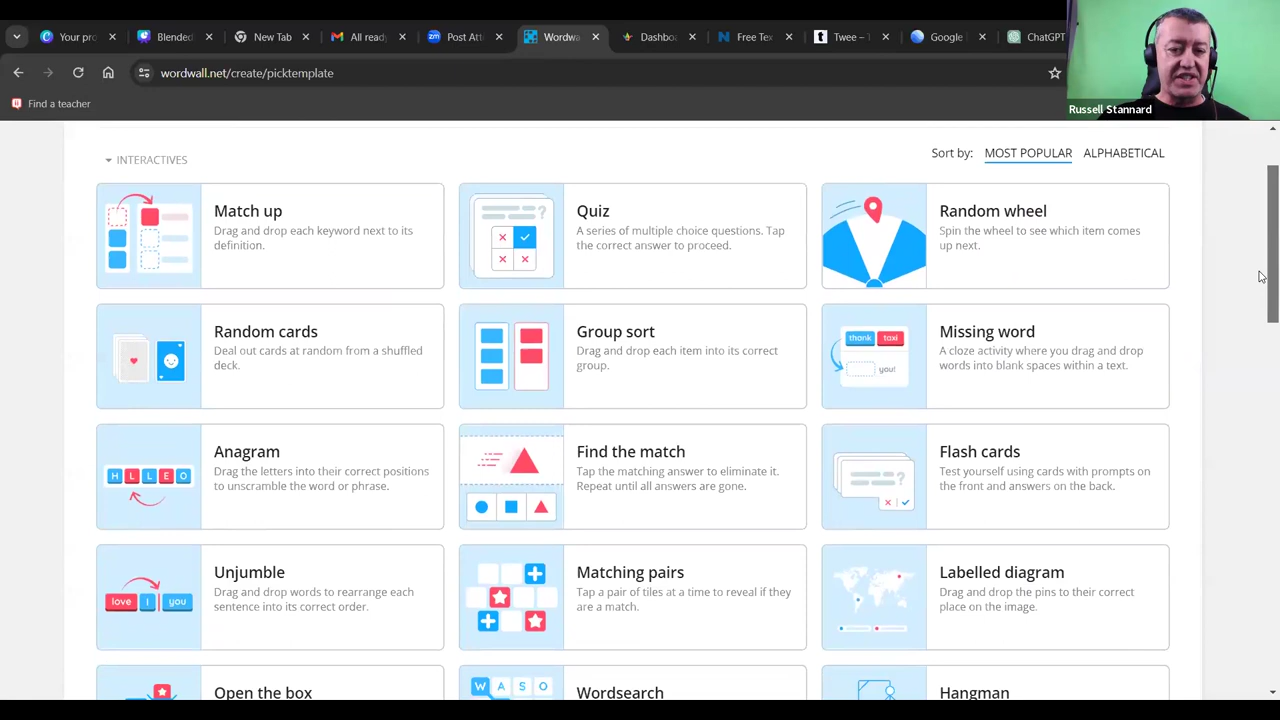 Your pro
Blended
New Tab
All ready
Post Att
Wordwa
Dashbo
Free Tex
Twee –
Google
ChatGPT
wordwall.net/create/picktemplate
Find a teacher
Russell Stannard
INTERACTIVES
Sort by: MOST POPULAR ALPHABETICAL
Match up
Drag and drop each keyword next to its
definition.
Quiz
A series of multiple choice questions. Tap
the correct answer to proceed.
Random wheel
Spin the wheel to see which item comes
up next.
Random cards
Deal out cards at random from a shuffled
deck.
Group sort
Drag and drop each item into its correct
group.
thank taxi
you!
Missing word
A cloze activity where you drag and drop
words into blank spaces within a text.
H L L E O
Anagram
Drag the letters into their correct positions
to unscramble the word or phrase.
Find the match
Tap the matching answer to eliminate it.
Repeat until all answers are gone.
Flash cards
Test yourself using cards with prompts on
the front and answers on the back.
love I you
Unjumble
Drag and drop words to rearrange each
sentence into its correct order.
Matching pairs
Tap a pair of tiles at a time to reveal if they
are a match.
Labelled diagram
Drag and drop the pins to their correct
place on the image.
Open the box
W A S O
Wordsearch
Hangman